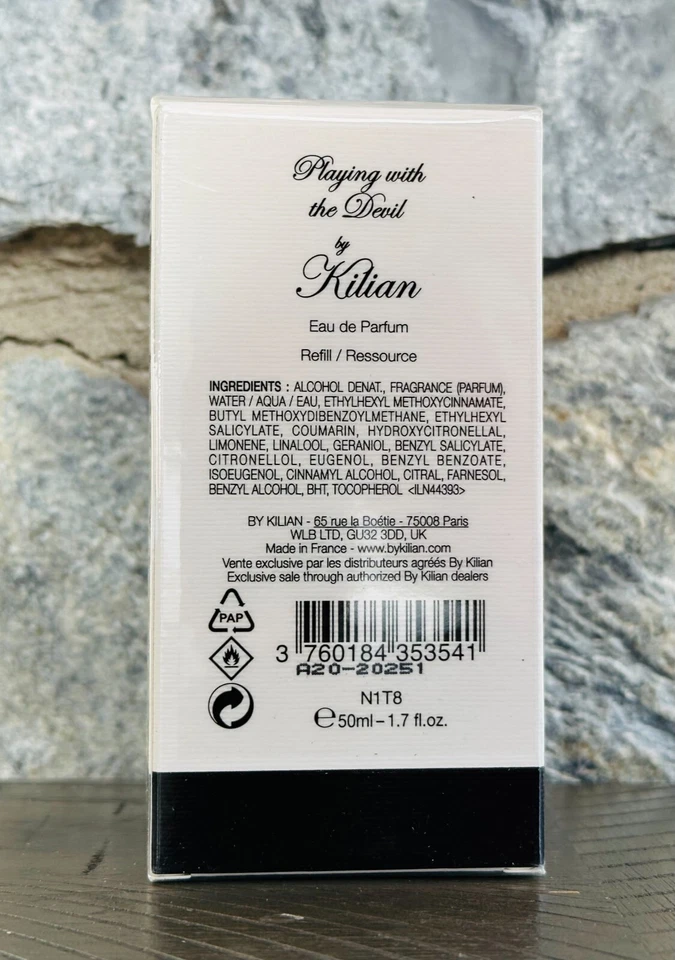 Playing with
the Devil
by
Kilian
Eau de Parfum
Refill / Ressource
INGREDIENTS : ALCOHOL DENAT., FRAGRANCE (PARFUM),
WATER / AQUA / EAU, ETHYLHEXYL METHOXYCINNAMATE,
BUTYL METHOXYDIBENZOYLMETHANE, ETHYLHEXYL
SALICYLATE, COUMARIN, HYDROXYCITRONELLAL,
LIMONENE, LINALOOL, GERANIOL, BENZYL SALICYLATE,
CITRONELLOL, EUGENOL, BENZYL BENZOATE,
ISOEUGENOL, CINNAMYL ALCOHOL, CITRAL, FARNESOL,
BENZYL ALCOHOL, BHT, TOCOPHEROL <ILN44393>
BY KILIAN - 65 rue la Boétie - 75008 Paris
WLB LTD, GU32 3DD, UK
Made in France - www.bykilian.com
Vente exclusive par les distributeurs agréés By Kilian
Exclusive sale through authorized By Kilian dealers
PAP
3 760184 353541
A20-20251
N1T8
℮50ml – 1.7 fl.oz.